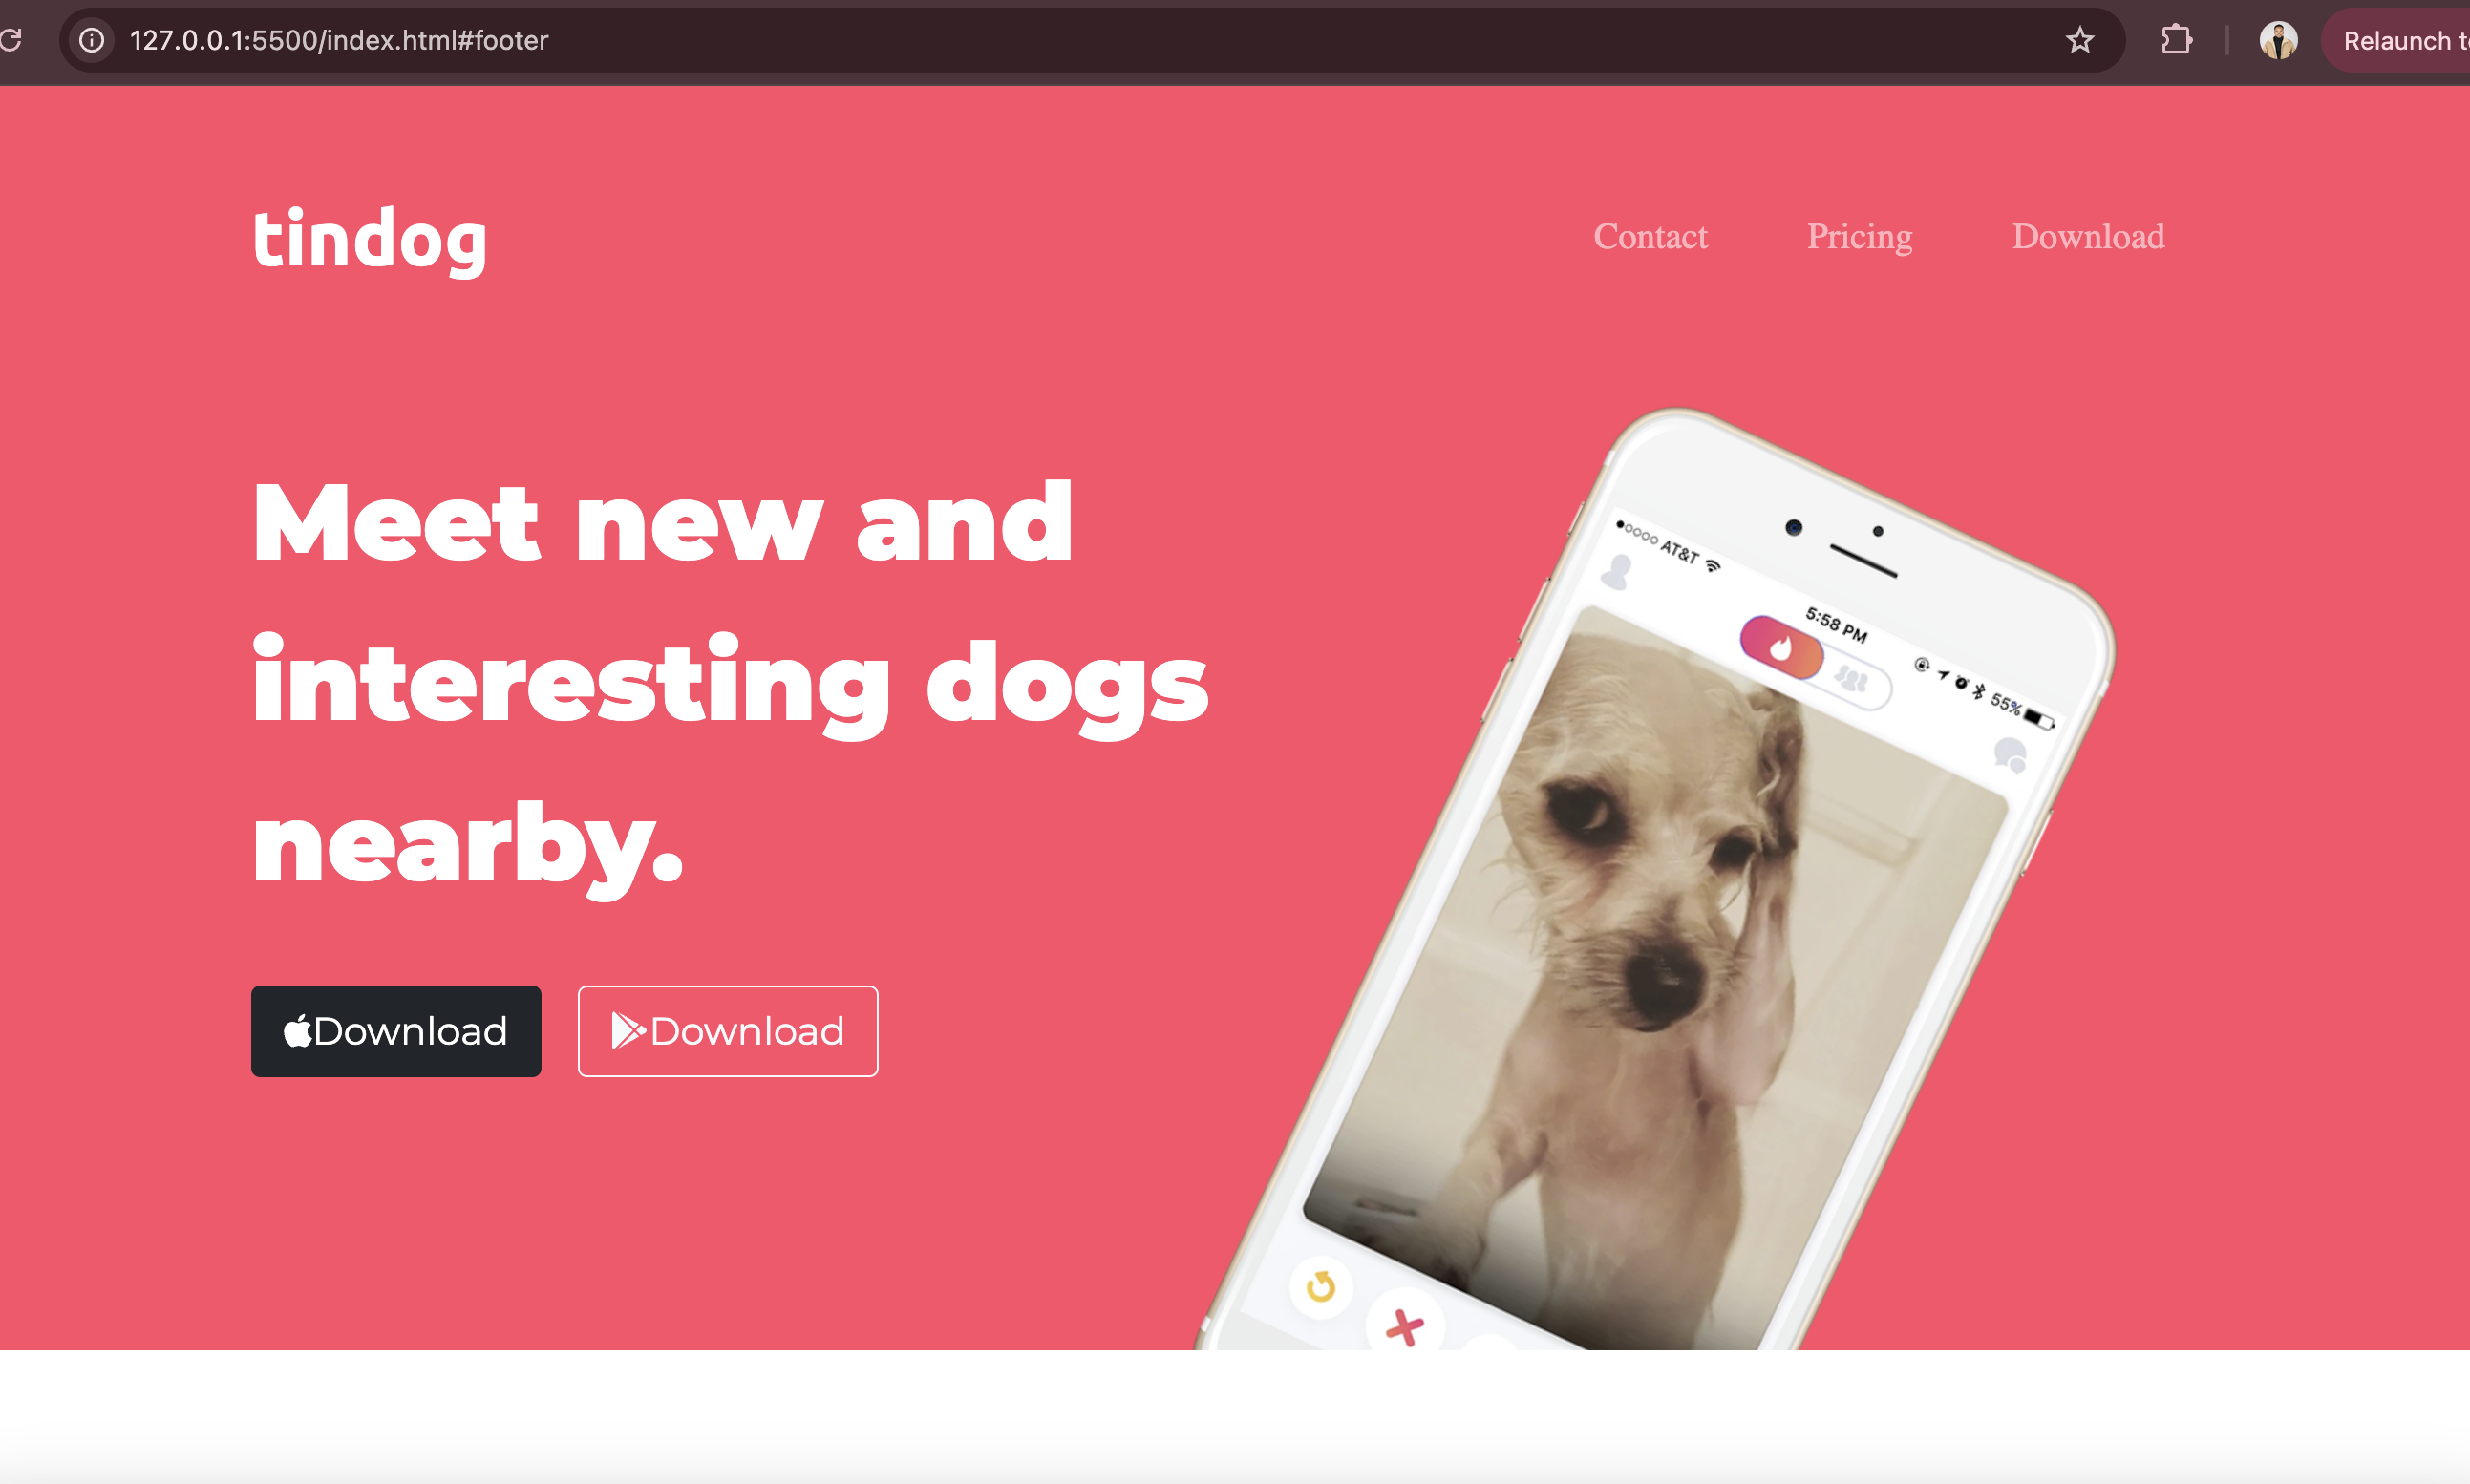 127.0.0.1:5500/index.html#footer
Relaunch t
tindog
Contact Pricing Download
Meet new and
interesting dogs
nearby.
AT&T
5:58 PM
55%
Download Download